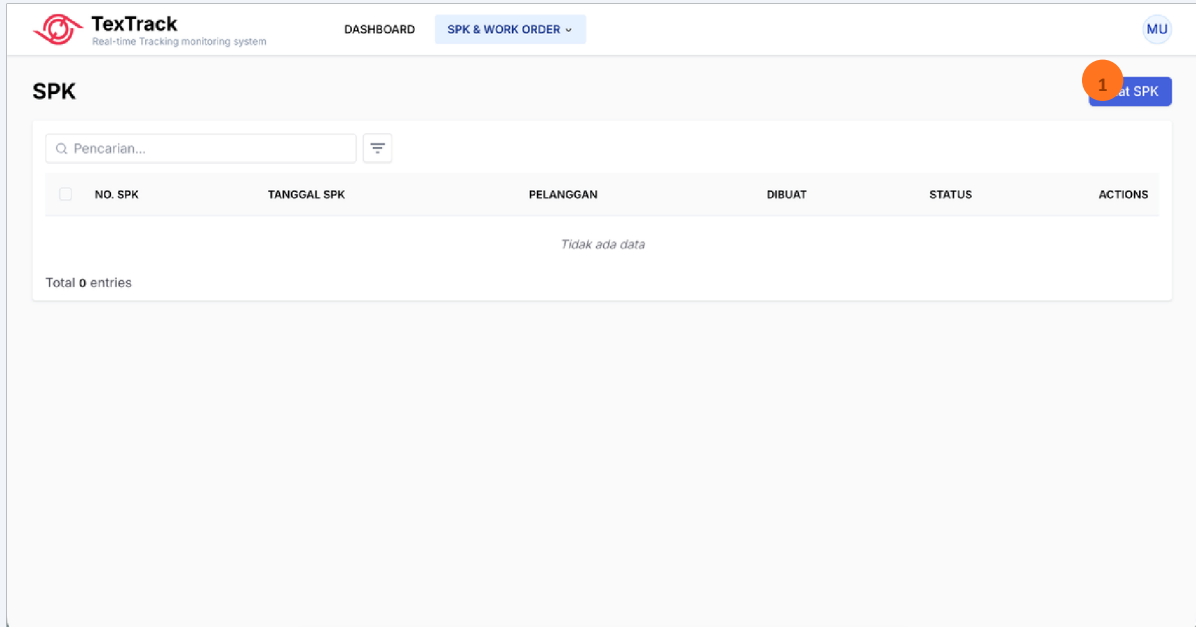 TexTrack
Real-time Tracking monitoring system
DASHBOARD
SPK & WORK ORDER
MU
SPK
1
SPK
Pencarian...
NO. SPK
TANGGAL SPK
PELANGGAN
DIBUAT
STATUS
ACTIONS
Tidak ada data
Total 0 entries